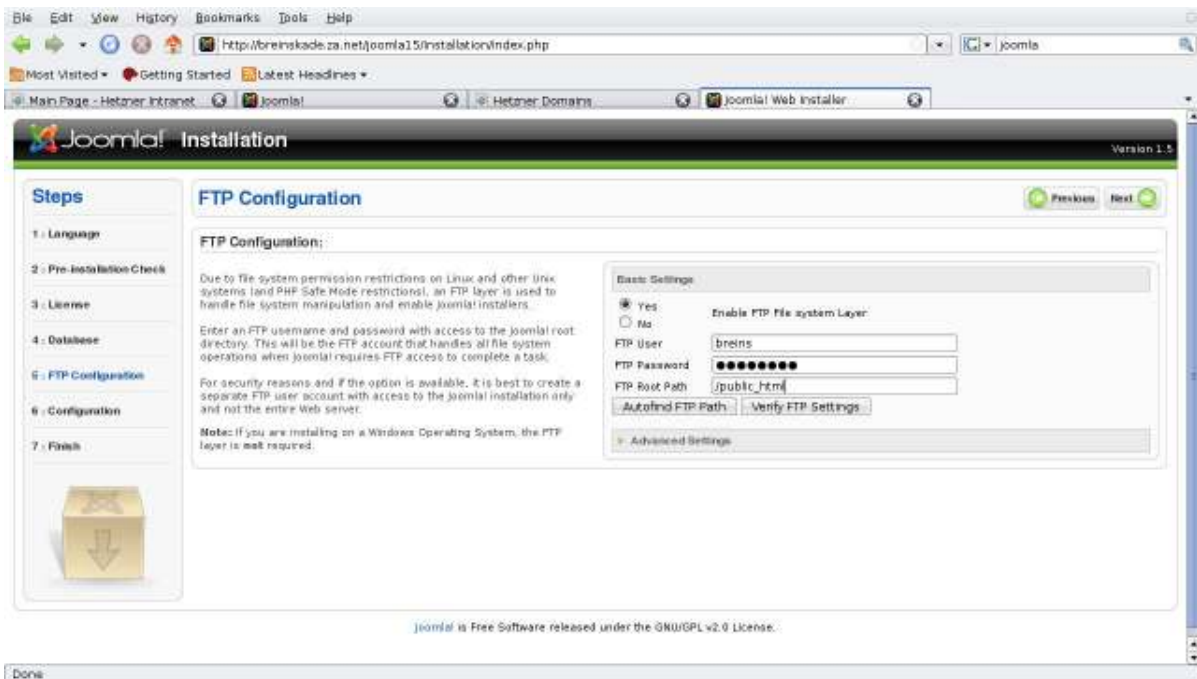 File Edit View History Bookmarks Tools Help
http://breinskade.za.net/joomla15/installation/index.php
joomla
Most Visited Getting Started Latest Headlines
Main Page - Hetzner Intranet
Joomla!
Hetzner Domains
Joomla! Web Installer
Joomla! Installation
Version 1.5
Steps
1 : Language
2 : Pre-installation Check
3 : License
4 : Database
5 : FTP Configuration
6 : Configuration
7 : Finish
FTP Configuration
Previous Next
FTP Configuration:
Due to file system permission restrictions on Linux and other Unix
systems (and PHP Safe Mode restrictions), an FTP layer is used to
handle file system manipulation and enable Joomla! installers.
Enter an FTP username and password with access to the Joomla! root
directory. This will be the FTP account that handles all file system
operations when Joomla! requires FTP access to complete a task.
For security reasons and if the option is available, it is best to create a
separate FTP user account with access to the Joomla! installation only
and not the entire Web server.
Note: If you are installing on a Windows Operating System, the FTP
layer is not required.
Basic Settings
Yes
No
Enable FTP File system Layer
FTP User breins
FTP Password ●●●●●●●●
FTP Root Path /public_html
Autofind FTP Path Verify FTP Settings
Advanced Settings
Joomla! is Free Software released under the GNU/GPL v2.0 License.
Done